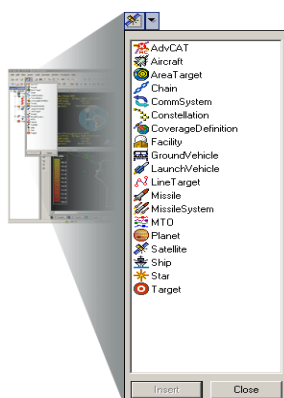 AdvCAT
Aircraft
AreaTarget
Chain
CommSystem
Constellation
CoverageDefinition
Facility
GroundVehicle
LaunchVehicle
LineTarget
Missile
MissileSystem
MTO
Planet
Satellite
Ship
Star
Target
Insert Close